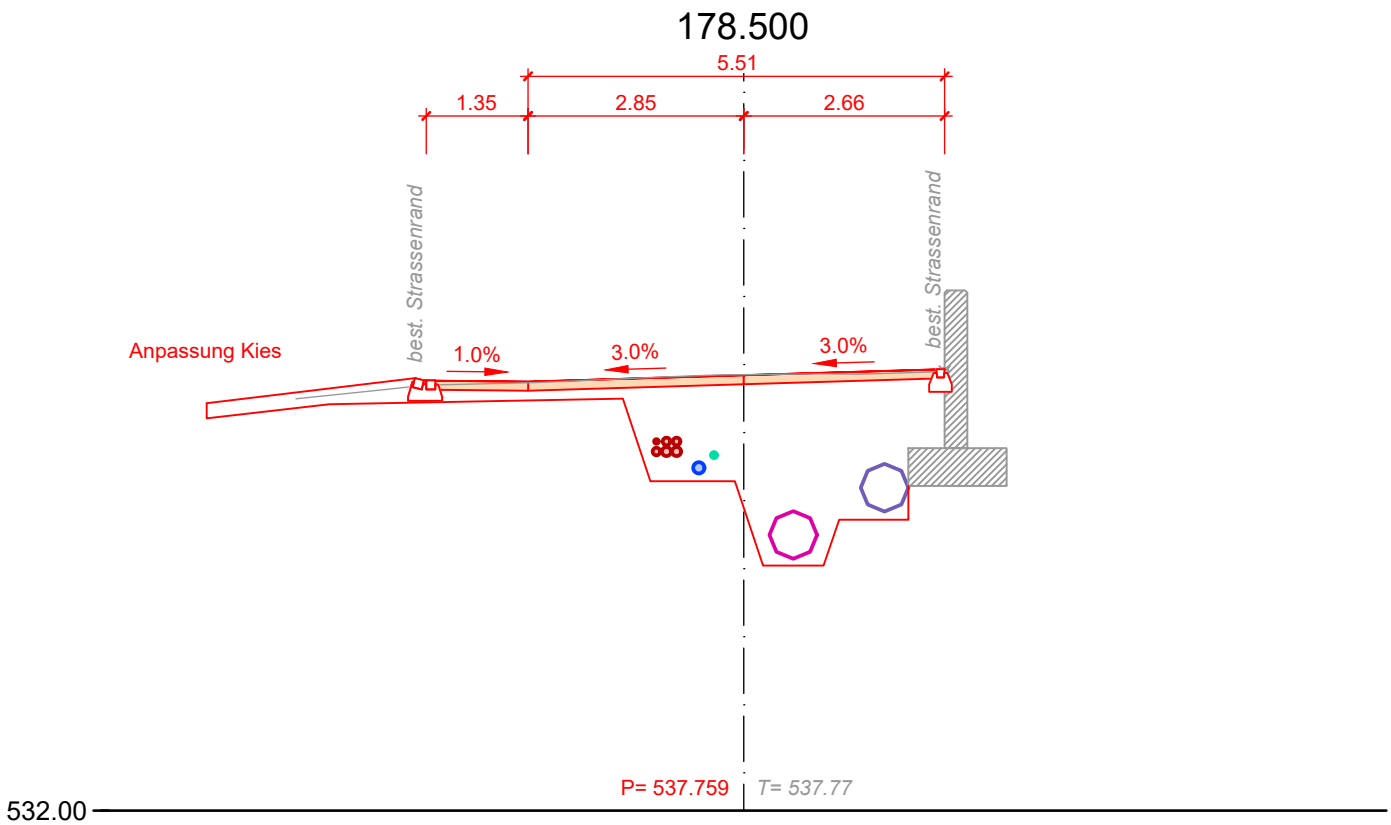 178.500
5.51
1.35
2.85
2.66
best. Strassenrand
best. Strassenrand
Anpassung Kies
1.0%
3.0%
3.0%
P= 537.759
T= 537.77
532.00